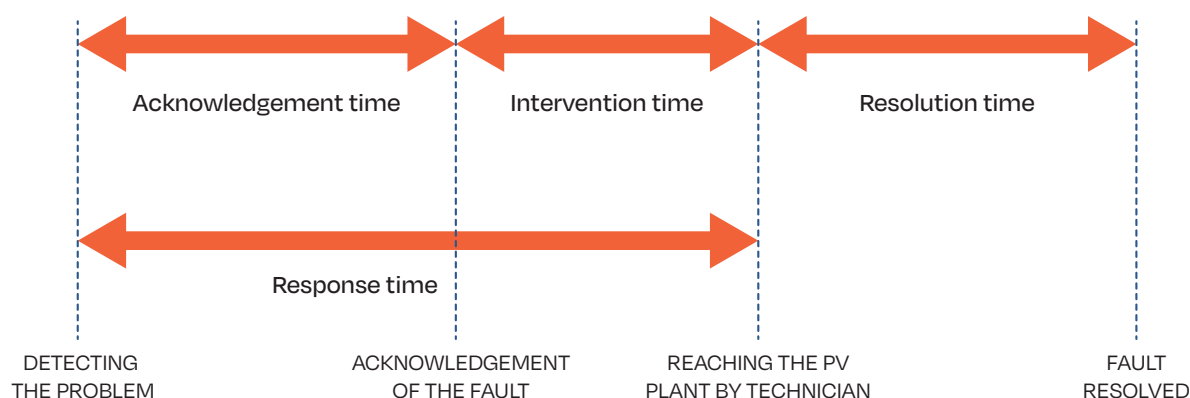 Acknowledgement time
Intervention time
Resolution time
Response time
DETECTING
THE PROBLEM
ACKNOWLEDGEMENT
OF THE FAULT
REACHING THE PV
PLANT BY TECHNICIAN
FAULT
RESOLVED